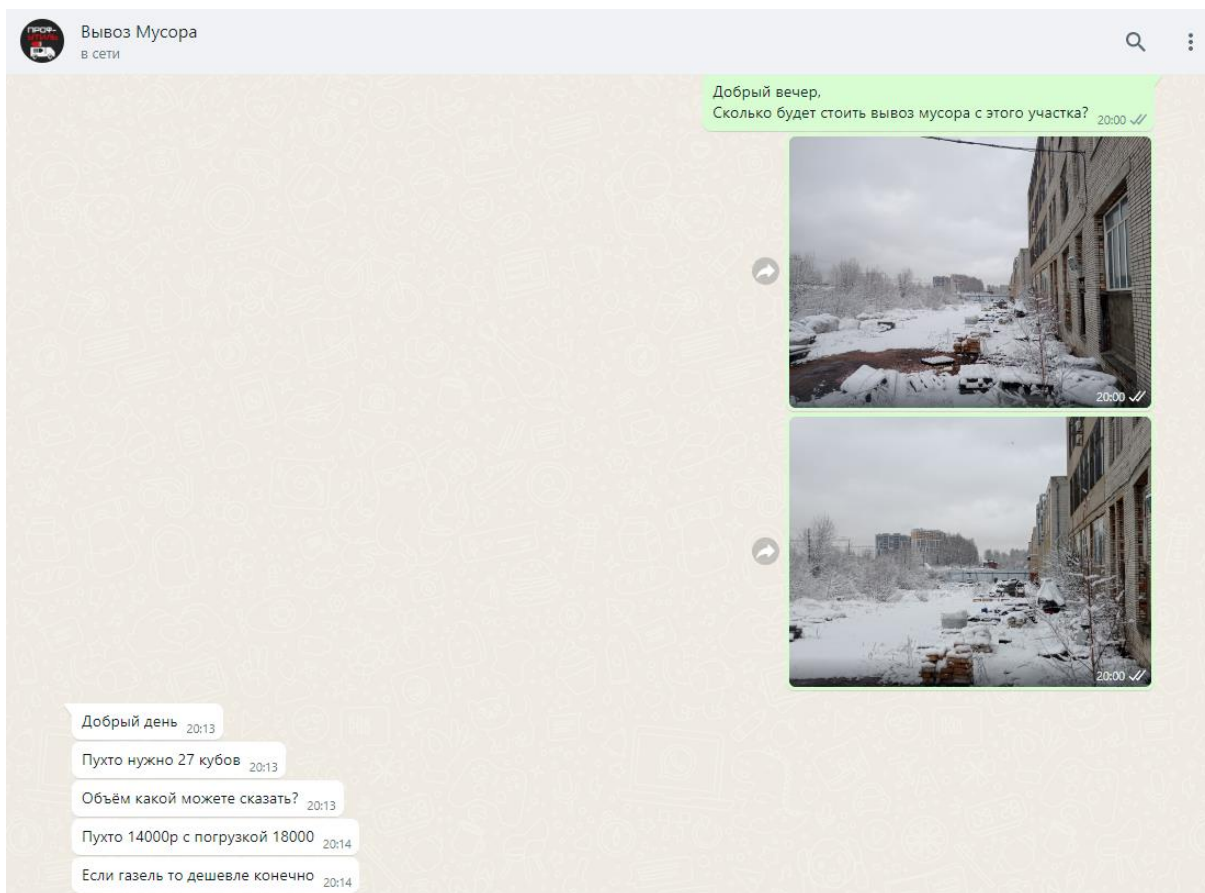 ПРОФ-
УТИЛЬ
Вывоз Мусора
в сети
Добрый вечер,
Сколько будет стоить вывоз мусора с этого участка? 20:00
20:00
20:00
Добрый день 20:13
Пухто нужно 27 кубов 20:13
Объём какой можете сказать? 20:13
Пухто 14000р с погрузкой 18000 20:14
Если газель то дешевле конечно 20:14